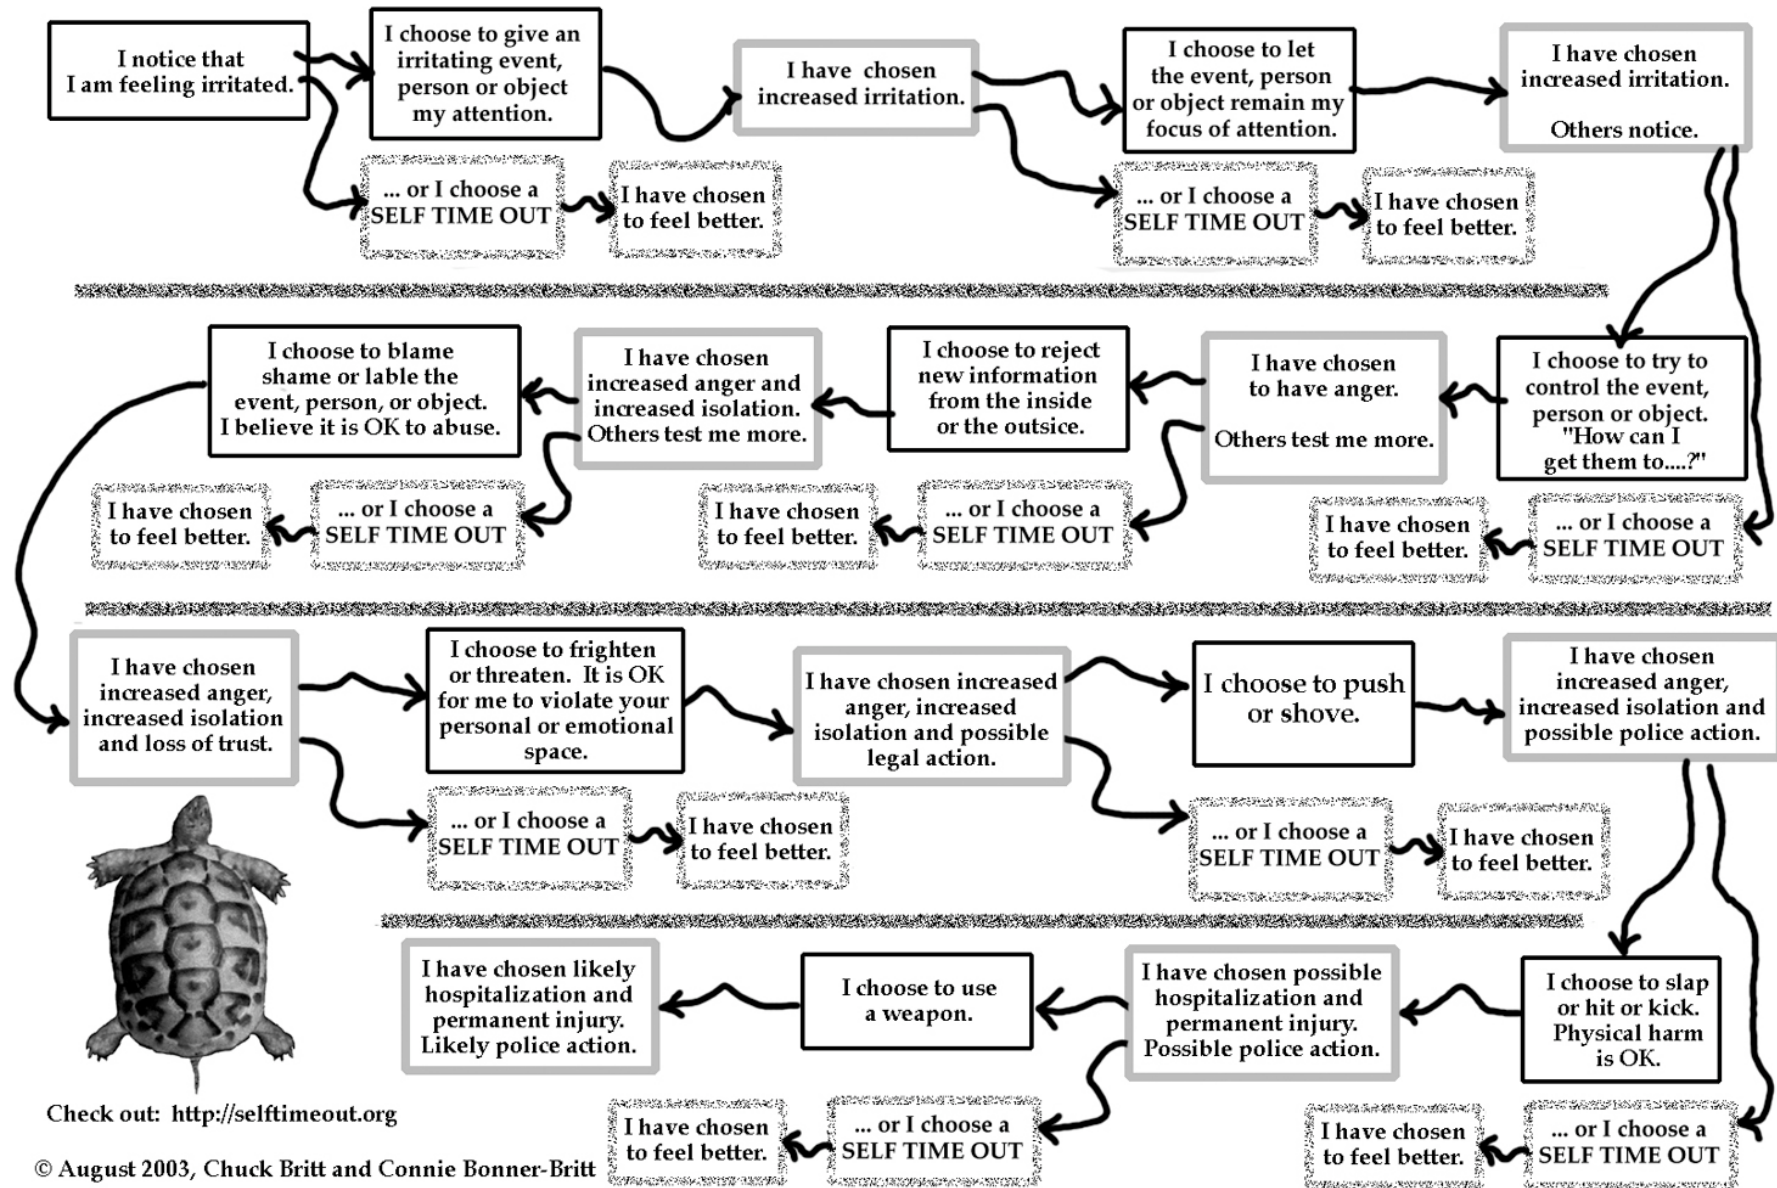 I notice that
I am feeling irritated.
I choose to give an
irritating event,
person or object
my attention.
I have chosen
increased irritation.
I choose to let
the event, person
or object remain my
focus of attention.
I have chosen
increased irritation.
Others notice.
... or I choose a
SELF TIME OUT
I have chosen
to feel better.
... or I choose a
SELF TIME OUT
I have chosen
to feel better.
I choose to try to
control the event,
person or object.
"How can I
get them to....?"
I have chosen
to have anger.
Others test me more.
I choose to reject
new information
from the inside
or the outsice.
I have chosen
increased anger and
increased isolation.
Others test me more.
I choose to blame
shame or lable the
event, person, or object.
I believe it is OK to abuse.
... or I choose a
SELF TIME OUT
I have chosen
to feel better.
... or I choose a
SELF TIME OUT
I have chosen
to feel better.
... or I choose a
SELF TIME OUT
I have chosen
to feel better.
I have chosen
increased anger,
increased isolation
and loss of trust.
I choose to frighten
or threaten.  It is OK
for me to violate your
personal or emotional
space.
I have chosen increased
anger, increased
isolation and possible
legal action.
I choose to push
or shove.
I have chosen
increased anger,
increased isolation and
possible police action.
... or I choose a
SELF TIME OUT
I have chosen
to feel better.
... or I choose a
SELF TIME OUT
I have chosen
to feel better.
I choose to slap
or hit or kick.
Physical harm
is OK.
I have chosen possible
hospitalization and
permanent injury.
Possible police action.
I choose to use
a weapon.
I have chosen likely
hospitalization and
permanent injury.
Likely police action.
... or I choose a
SELF TIME OUT
I have chosen
to feel better.
... or I choose a
SELF TIME OUT
I have chosen
to feel better.
Check out:  http://selftimeout.org
© August 2003, Chuck Britt and Connie Bonner-Britt